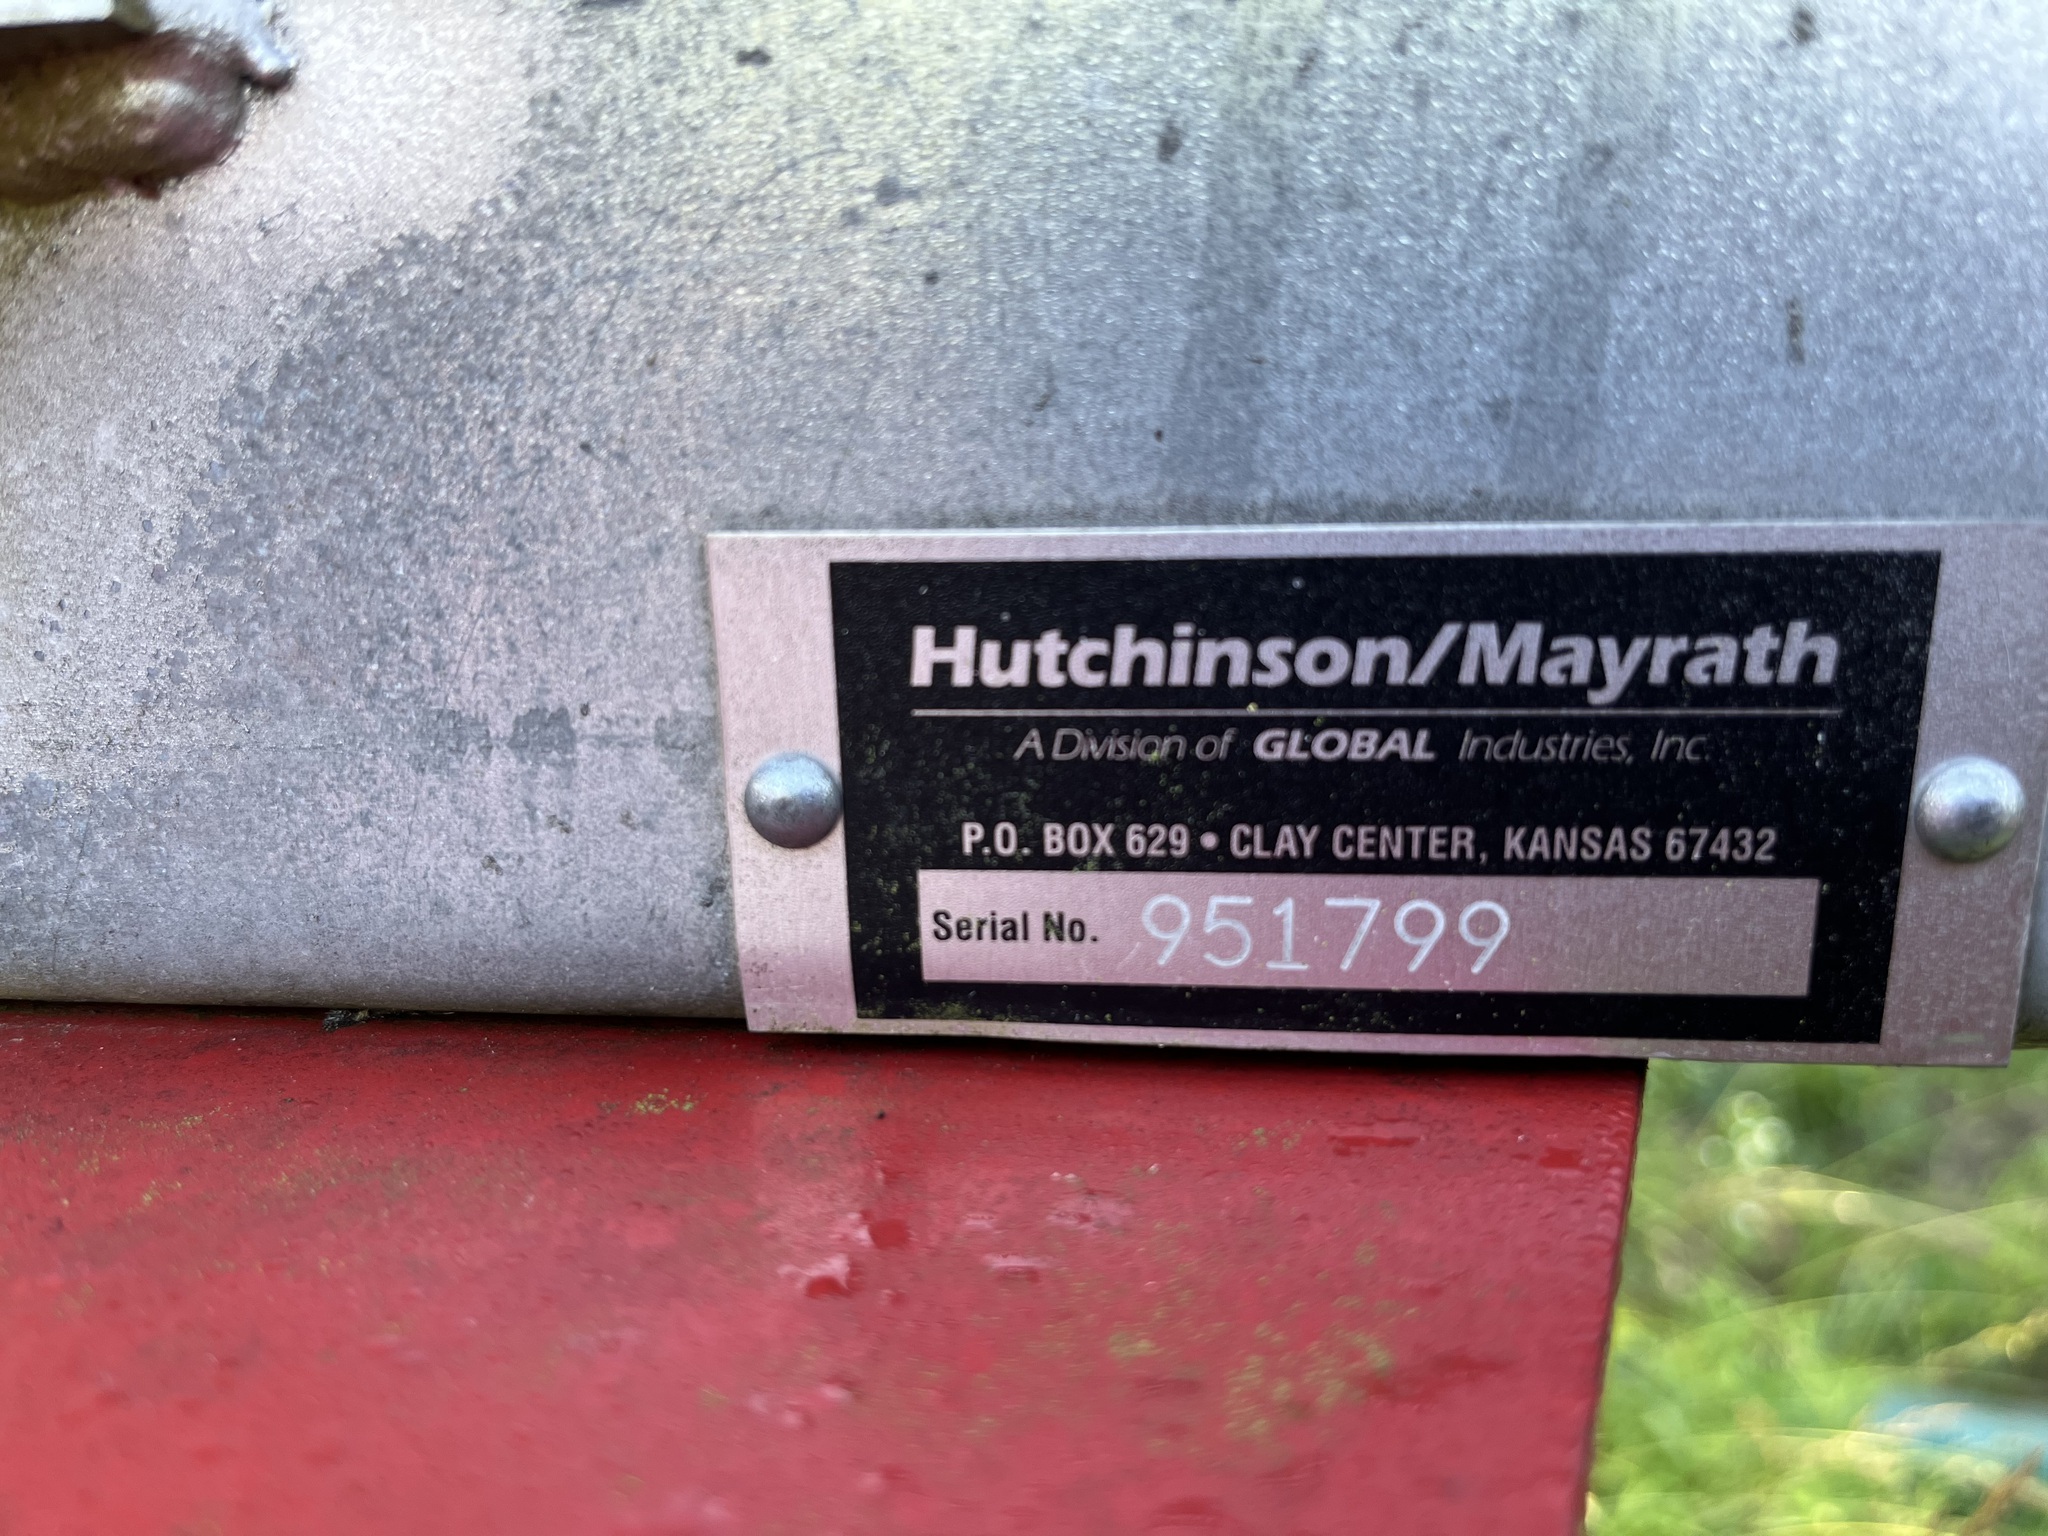 Hutchinson/Mayrath
A Division of GLOBAL Industries, Inc.
P.O. BOX 629 • CLAY CENTER, KANSAS 67432
Serial No. 951799